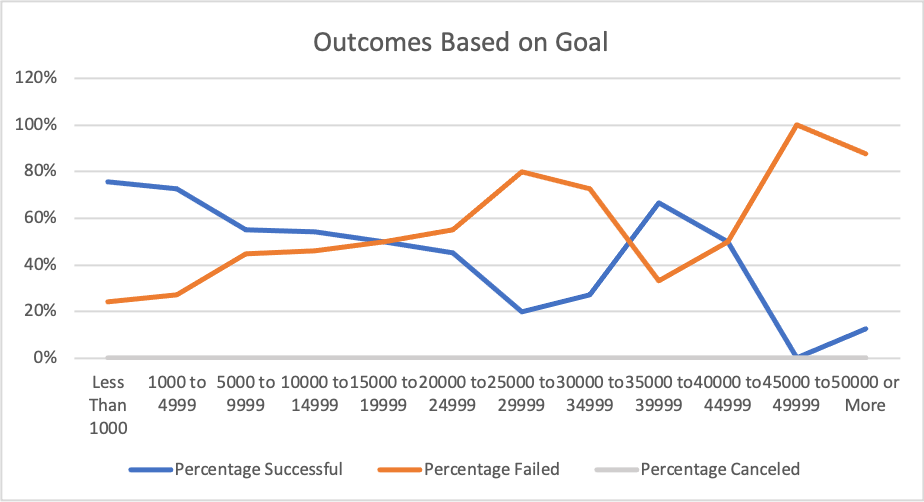 Outcomes Based on Goal
120%
100%
80%
60%
40%
20%
0%
Less 1000 to 5000 to 10000 to 15000 to 20000 to 25000 to 30000 to 35000 to 40000 to 45000 to 50000 or
Than 4999 9999 14999 19999 24999 29999 34999 39999 44999 49999 More
1000
Percentage Successful Percentage Failed Percentage Canceled